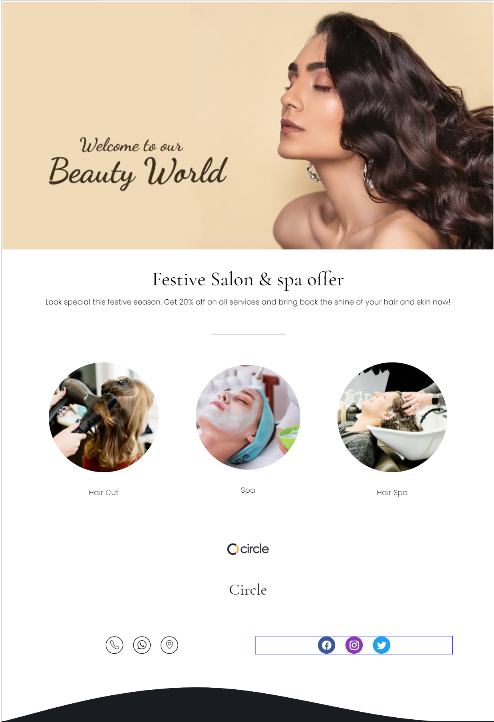 Welcome to our
Beauty World
Festive Salon & spa offer
Look special this festive season. Get 20% off on all services and bring back the shine of your hair and skin now!
Hair Cut
Spa
Hair Spa
circle
Circle